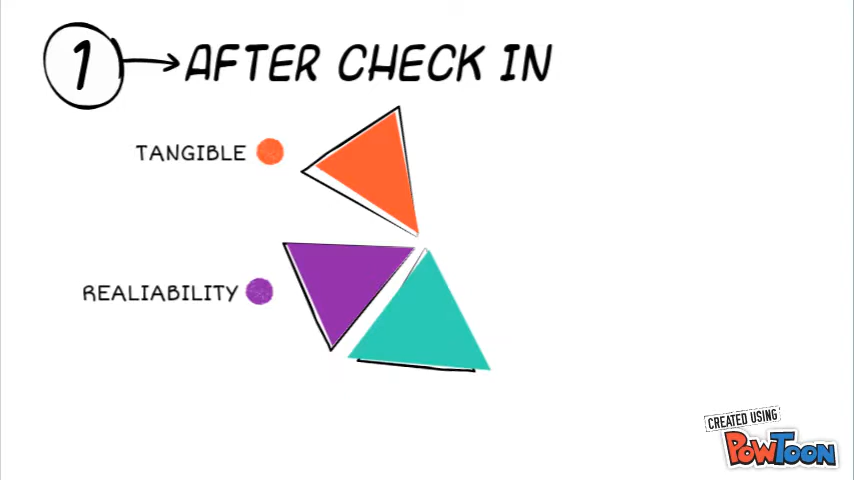 1 AFTER CHECK IN
TANGIBLE
REALIABILITY
CREATED USING
POWTOON